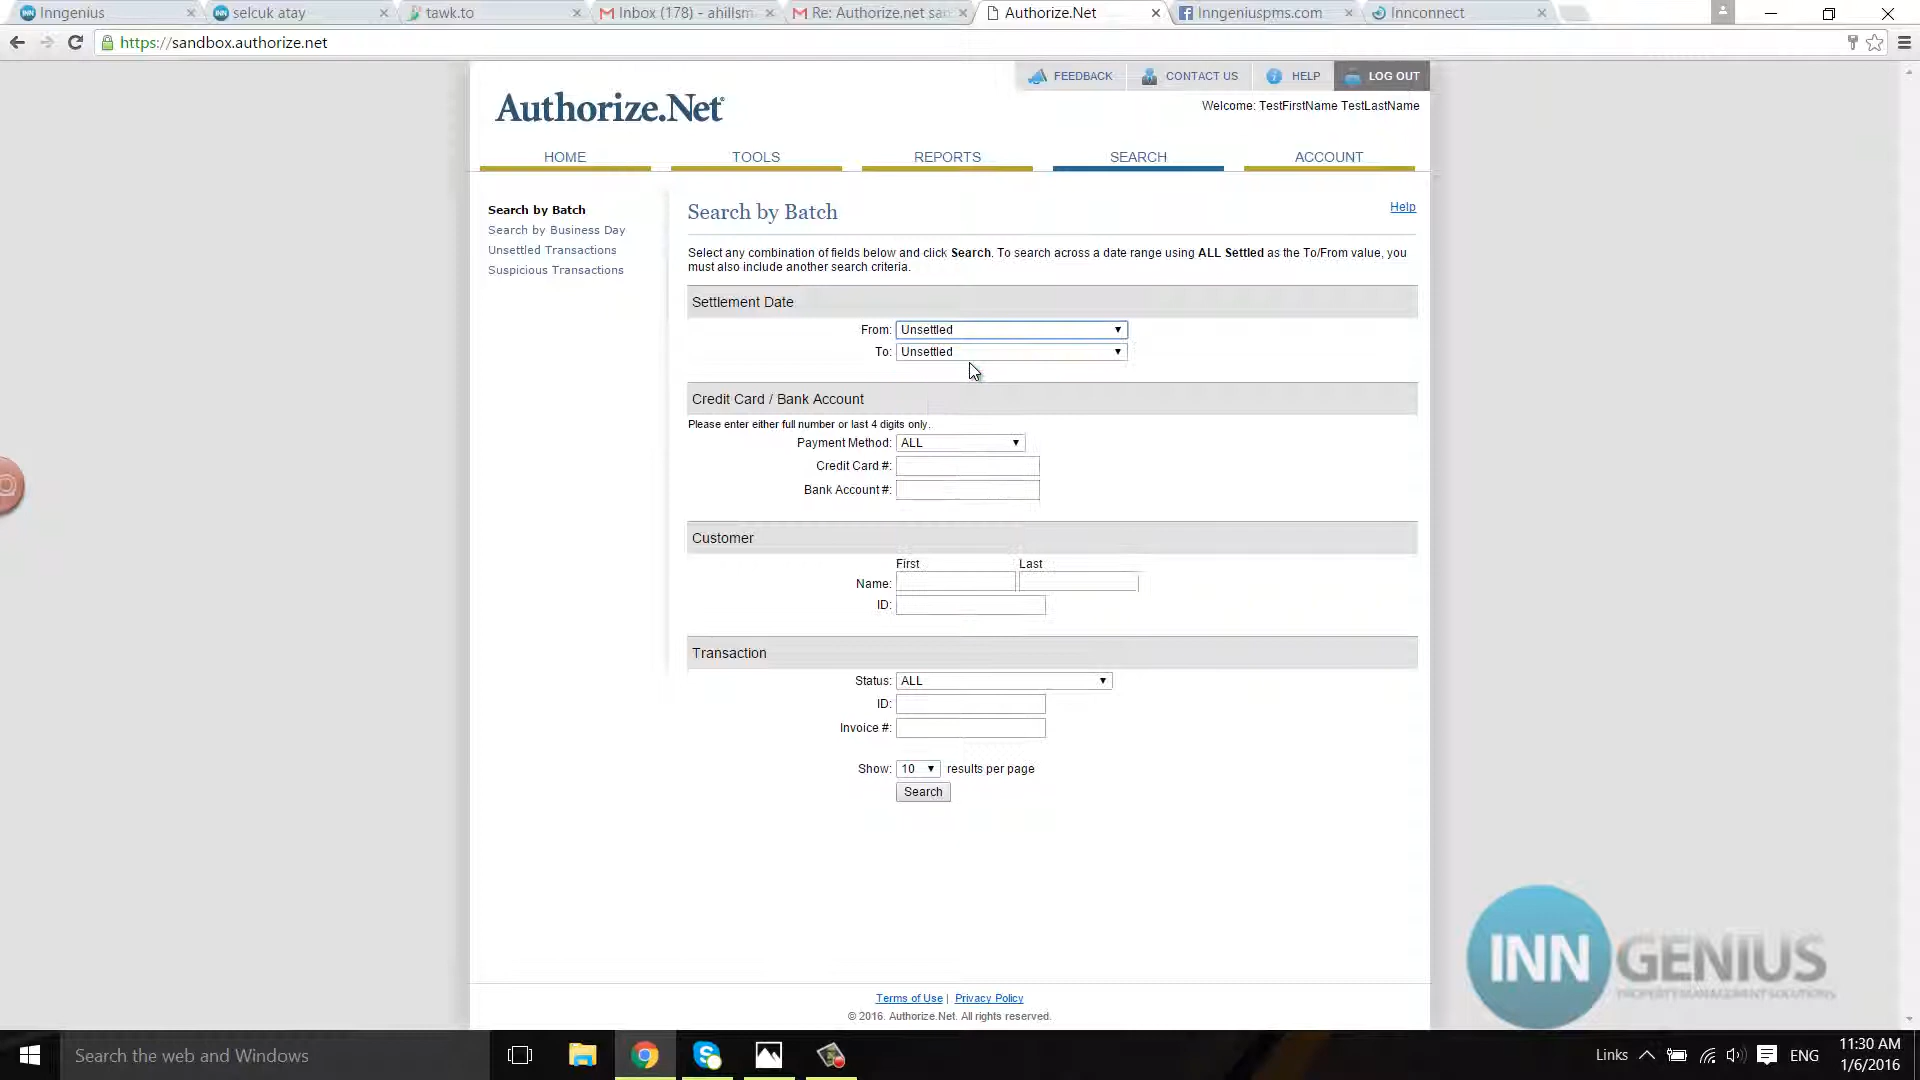 Inngenius
selcuk atay
tawk.to
Inbox (178) - ahillsm
Re: Authorize.net san
Authorize.Net
Inngeniuspms.com
Innconnect
https://sandbox.authorize.net
FEEDBACK
CONTACT US
HELP
LOG OUT
Authorize.Net
Welcome: TestFirstName TestLastName
HOME
TOOLS
REPORTS
SEARCH
ACCOUNT
Search by Batch
Search by Business Day
Unsettled Transactions
Suspicious Transactions
Search by Batch
Help
Select any combination of fields below and click Search. To search across a date range using ALL Settled as the To/From value, you
must also include another search criteria.
Settlement Date
From: Unsettled
To: Unsettled
Credit Card / Bank Account
Please enter either full number or last 4 digits only.
Payment Method: ALL
Credit Card #:
Bank Account #:
Customer
First Last
Name:
ID:
Transaction
Status: ALL
ID:
Invoice #:
Show: 10 results per page
Search
Terms of Use | Privacy Policy
© 2016. Authorize.Net. All rights reserved.
INN GENIUS
PROPERTY MANAGEMENT SOLUTIONS
Search the web and Windows
Links
ENG
11:30 AM
1/6/2016